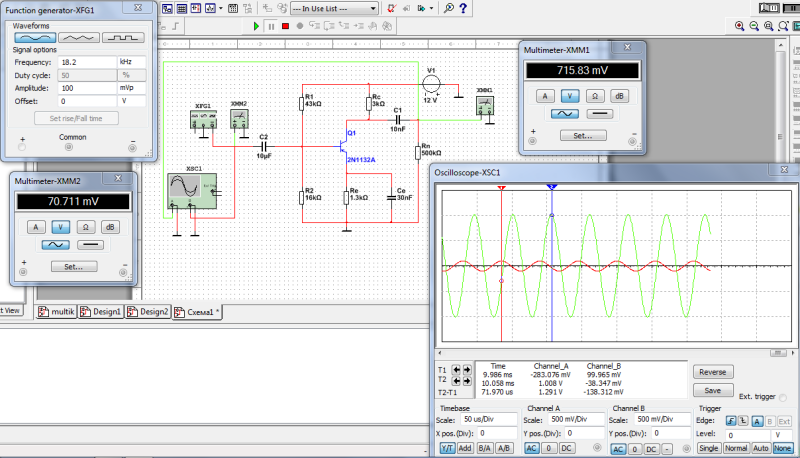 Function generator-XFG1
Waveforms
Signal options
Frequency: 18.2 kHz
Duty cycle: 50 %
Amplitude: 100 mVp
Offset: 0 V
Set rise/Fall time
+ Common -
--- In Use List ---
Multimeter-XMM1
715.83 mV
A V Ω dB
Set...
+ -
Multimeter-XMM2
70.711 mV
A V Ω dB
Set...
+ -
V1
12 V
R1
43kΩ
Rc
3kΩ
C1
10nF
XMM1
XFG1
XMM2
C2
10µF
Q1
2N1132A
Rn
500kΩ
XSC1
R2
16kΩ
Re
1.3kΩ
Ce
30nF
Oscilloscope-XSC1
Time Channel_A Channel_B
T1 9.986 ms -283.076 mV 99.965 mV
T2 10.058 ms 1.008 V -38.347 mV
T2-T1 71.970 us 1.291 V -138.312 mV
Reverse
Save
Ext. trigger
Timebase
Scale: 50 us/Div
X pos.(Div): 0
Y/T Add B/A A/B
Channel A
Scale: 500 mV/Div
Y pos.(Div): 0
AC 0 DC
Channel B
Scale: 500 mV/Div
Y pos.(Div): 0
AC 0 DC -
Trigger
Edge: A B Ext
Level: 0 V
Single Normal Auto None
t View
multik Design1 Design2 Схема1 *